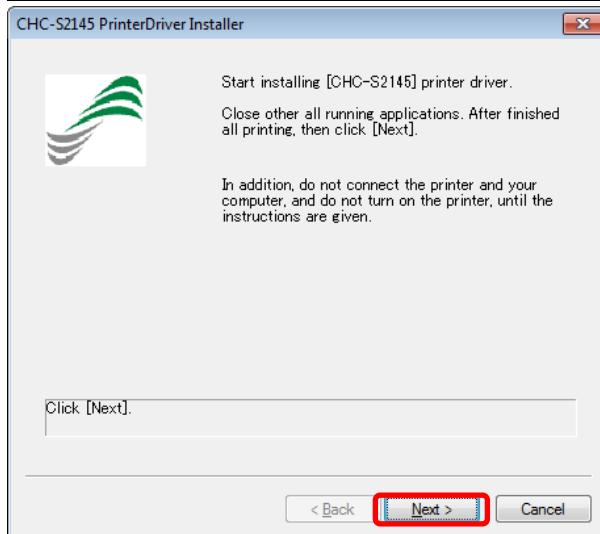 CHC-S2145 PrinterDriver Installer
Start installing [CHC-S2145] printer driver.
Close other all running applications. After finished
all printing, then click [Next].
In addition, do not connect the printer and your
computer, and do not turn on the printer, until the
instructions are given.
Click [Next].
< Back
Next >
Cancel